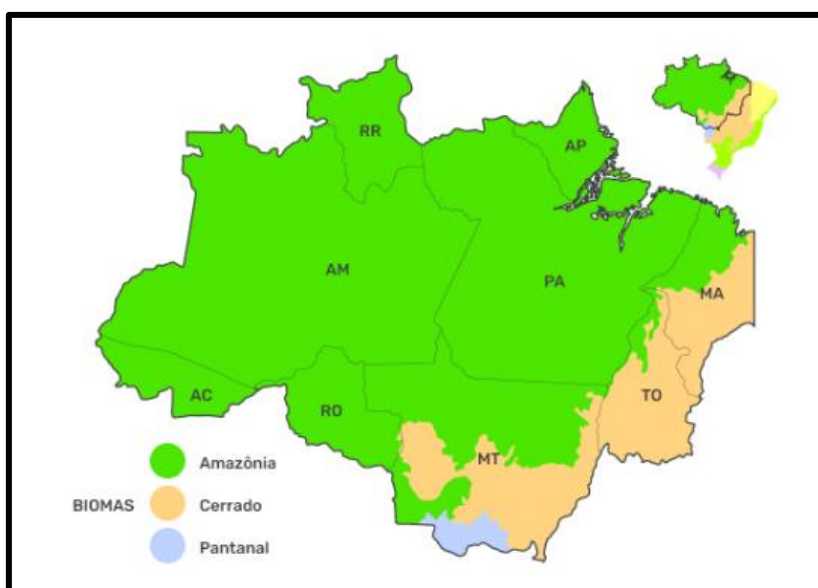 RR
AP
AM
PA
MA
AC
RO
TO
MT
Amazônia
BIOMAS
Cerrado
Pantanal